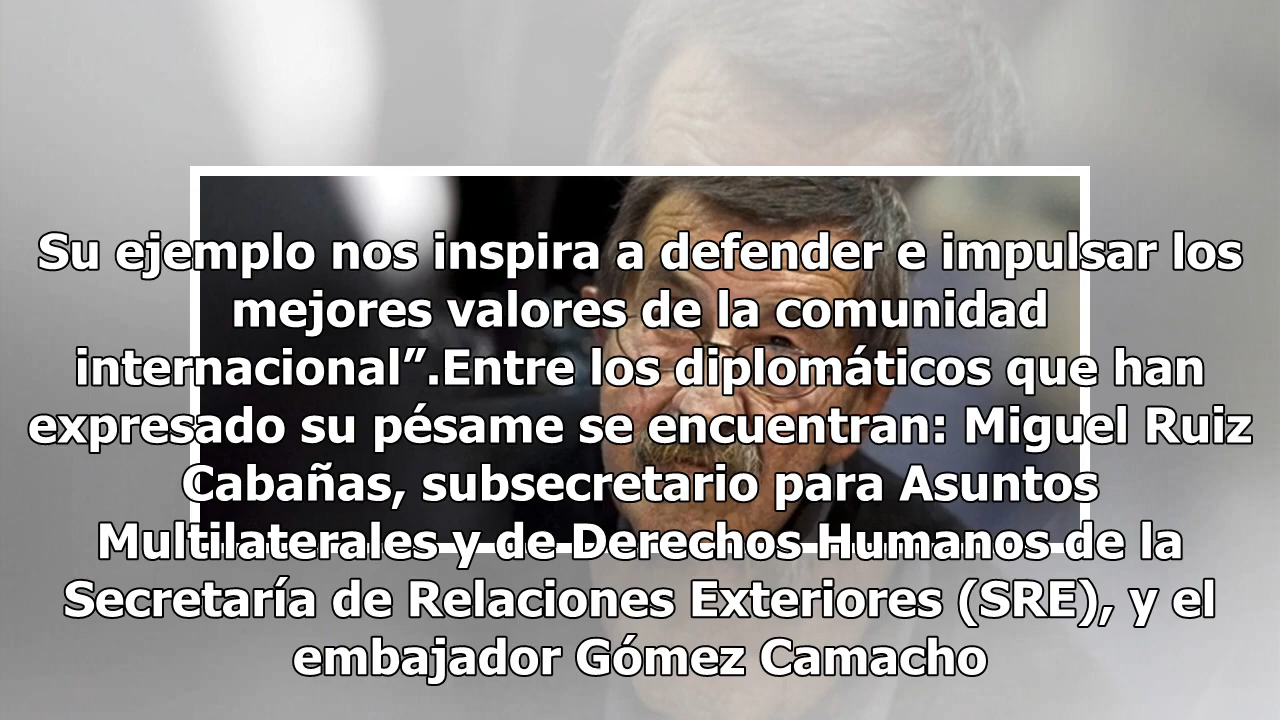 Su ejemplo nos inspira a defender e impulsar los
mejores valores de la comunidad
internacional”.Entre los diplomáticos que han
expresado su pésame se encuentran: Miguel Ruiz
Cabañas, subsecretario para Asuntos
Multilaterales y de Derechos Humanos de la
Secretaría de Relaciones Exteriores (SRE), y el
embajador Gómez Camacho